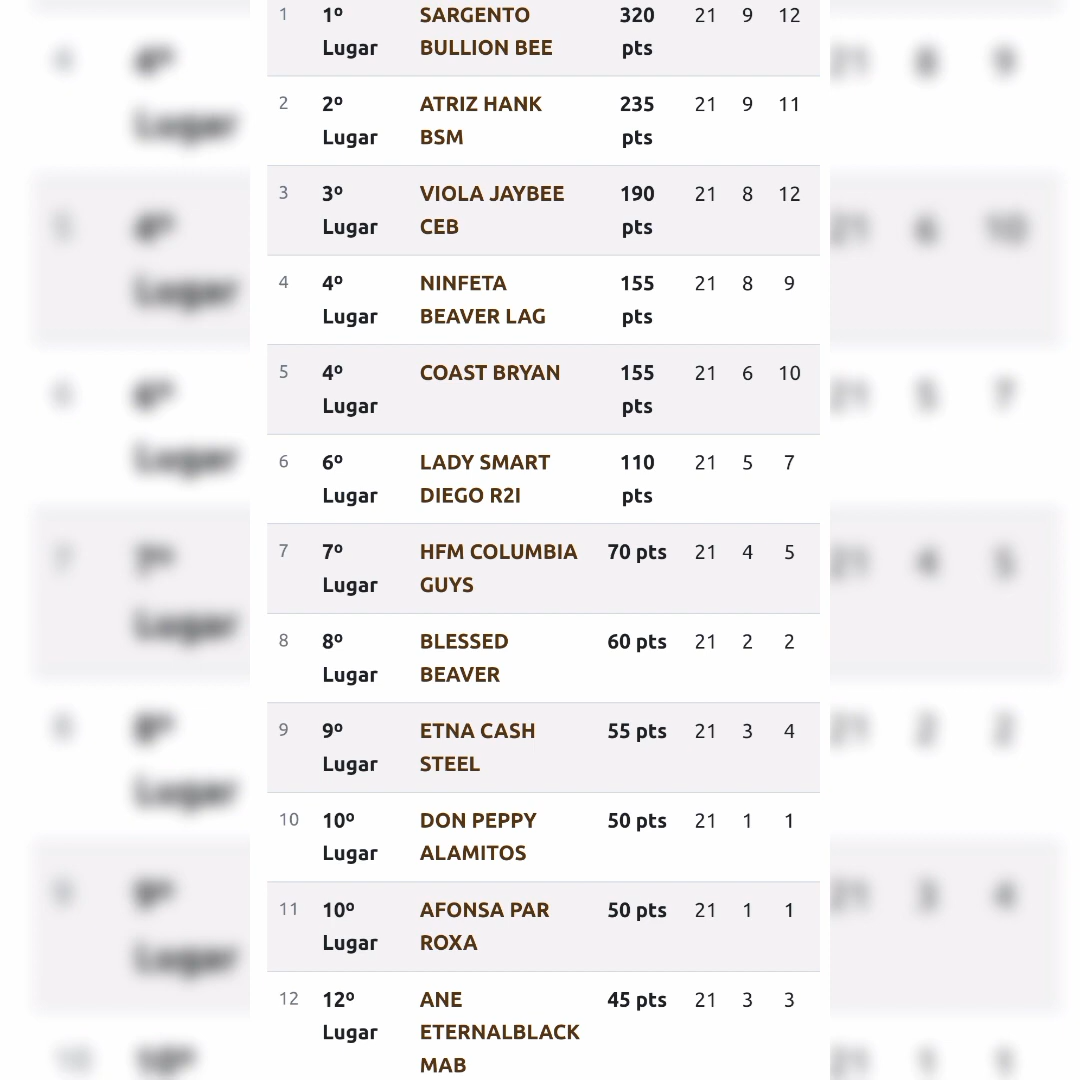 1 1º SARGENTO 320 21 9 12
Lugar BULLION BEE pts
2 2º ATRIZ HANK 235 21 9 11
Lugar BSM pts
3 3º VIOLA JAYBEE 190 21 8 12
Lugar CEB pts
4 4º NINFETA 155 21 8 9
Lugar BEAVER LAG pts
5 4º COAST BRYAN 155 21 6 10
Lugar pts
6 6º LADY SMART 110 21 5 7
Lugar DIEGO R2I pts
7 7º HFM COLUMBIA 70 pts 21 4 5
Lugar GUYS
8 8º BLESSED 60 pts 21 2 2
Lugar BEAVER
9 9º ETNA CASH 55 pts 21 3 4
Lugar STEEL
10 10º DON PEPPY 50 pts 21 1 1
Lugar ALAMITOS
11 10º AFONSA PAR 50 pts 21 1 1
Lugar ROXA
12 12º ANE 45 pts 21 3 3
Lugar ETERNALBLACK
MAB